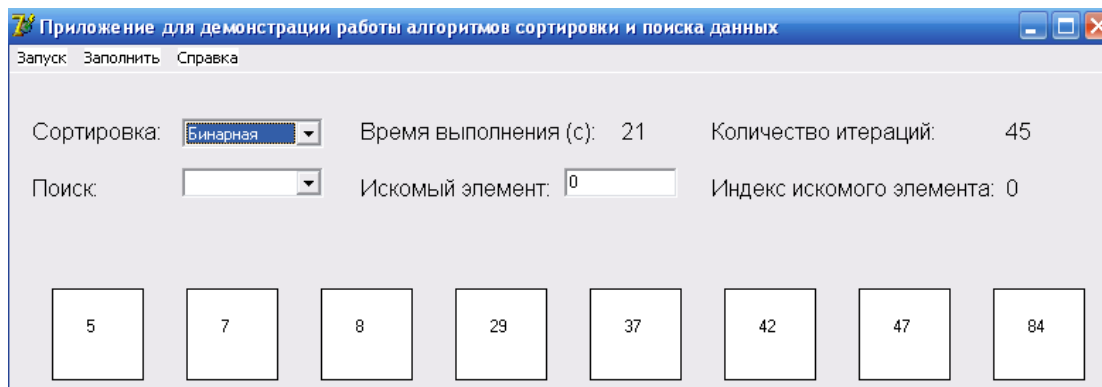 Приложение для демонстрации работы алгоритмов сортировки и поиска данных
Запуск Заполнить Справка
Сортировка: Бинарная Время выполнения (с): 21 Количество итераций: 45
Поиск: Искомый элемент: 0 Индекс искомого элемента: 0
5 7 8 29 37 42 47 84